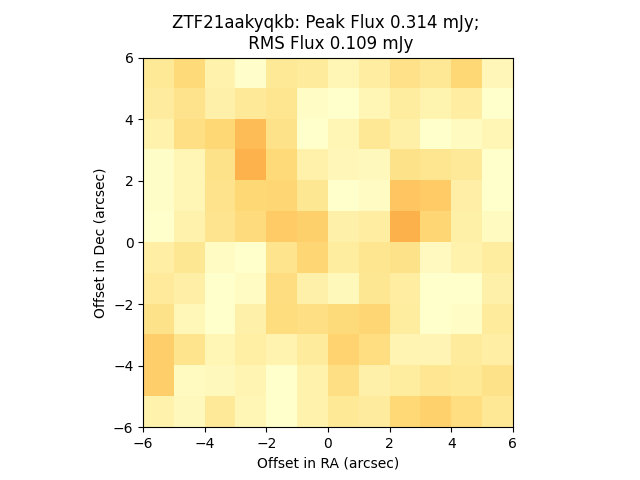 ZTF21aakyqkb: Peak Flux 0.314 mJy;
RMS Flux 0.109 mJy
6
4
2
0
−2
−4
−6
Offset in Dec (arcsec)
−6 −4 −2 0 2 4 6
Offset in RA (arcsec)